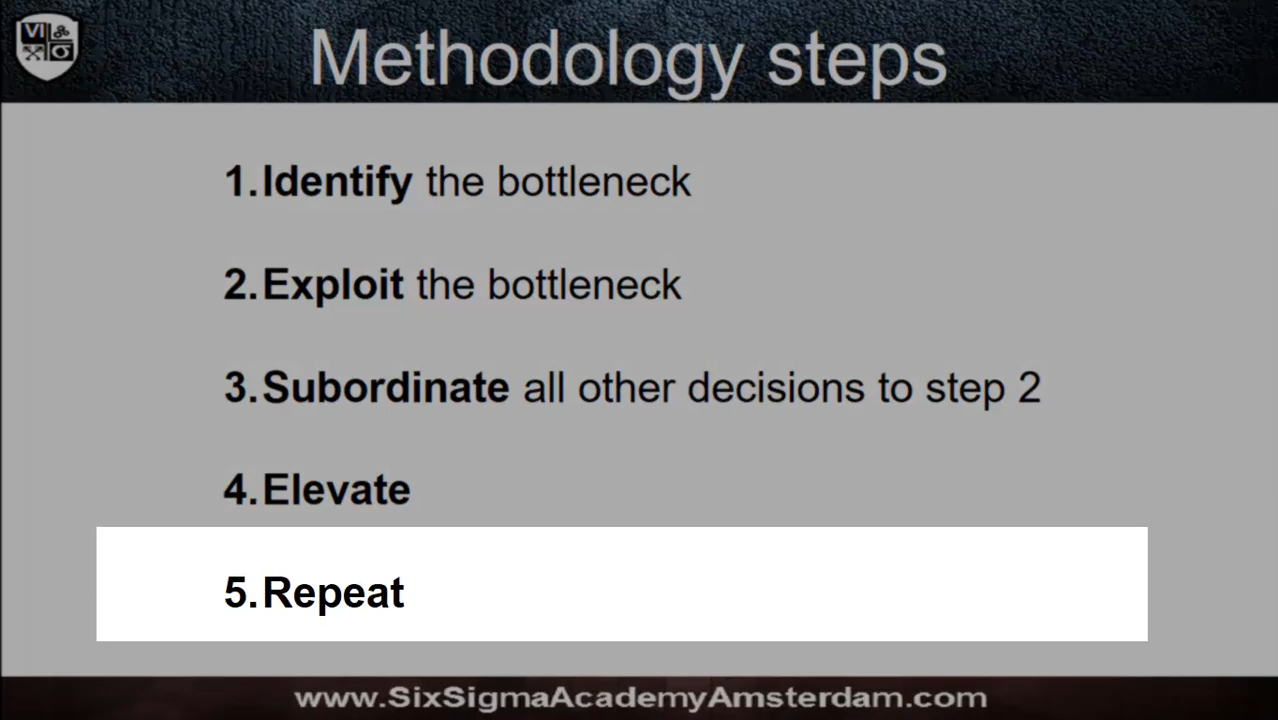 VI
Methodology steps
1. Identify the bottleneck
2. Exploit the bottleneck
3. Subordinate all other decisions to step 2
4. Elevate
5. Repeat
www.SixSigmaAcademyAmsterdam.com